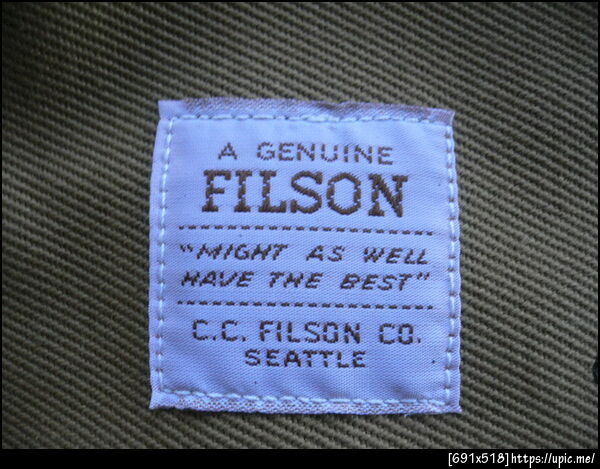 A GENUINE
FILSON
"MIGHT AS WELL
HAVE THE BEST"
C.C. FILSON CO.
SEATTLE
[691x518]https://upic.me/